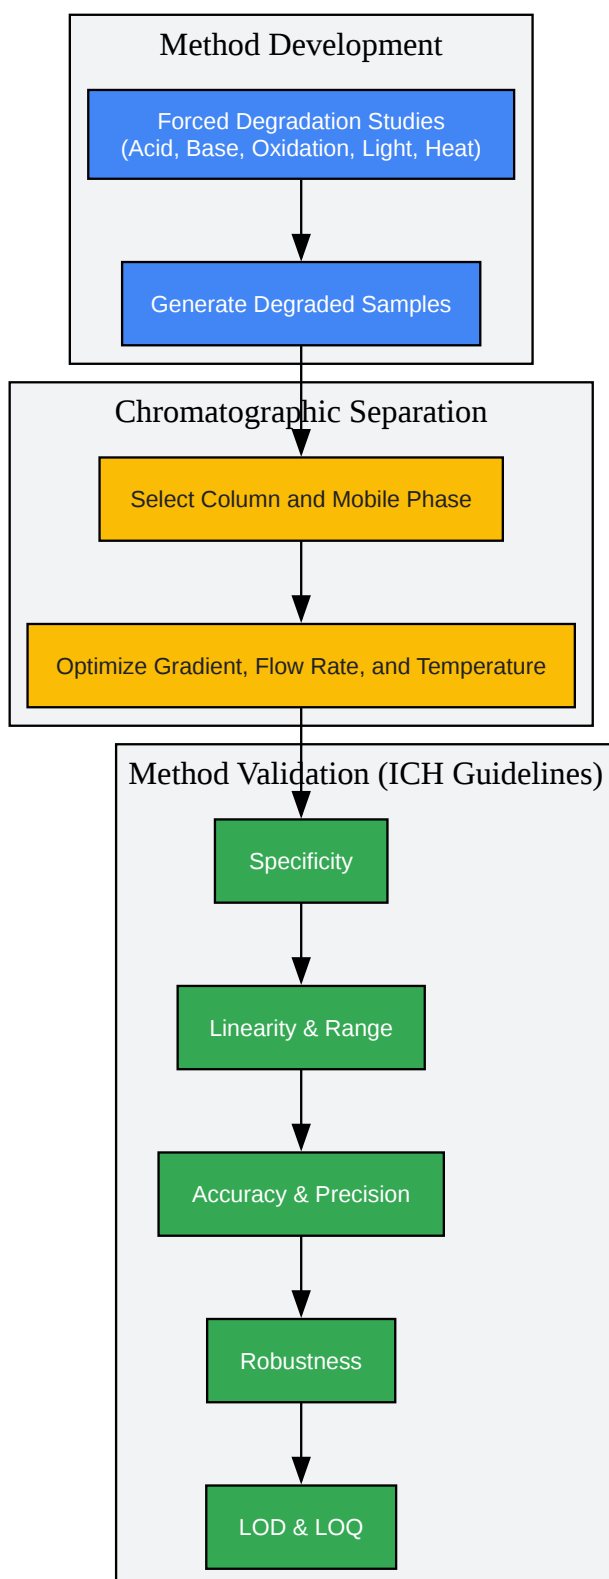 Method Development
Forced Degradation Studies
(Acid, Base, Oxidation, Light, Heat)
Generate Degraded Samples
Chromatographic Separation
Select Column and Mobile Phase
Optimize Gradient, Flow Rate, and Temperature
Method Validation (ICH Guidelines)
Specificity
Linearity & Range
Accuracy & Precision
Robustness
LOD & LOQ